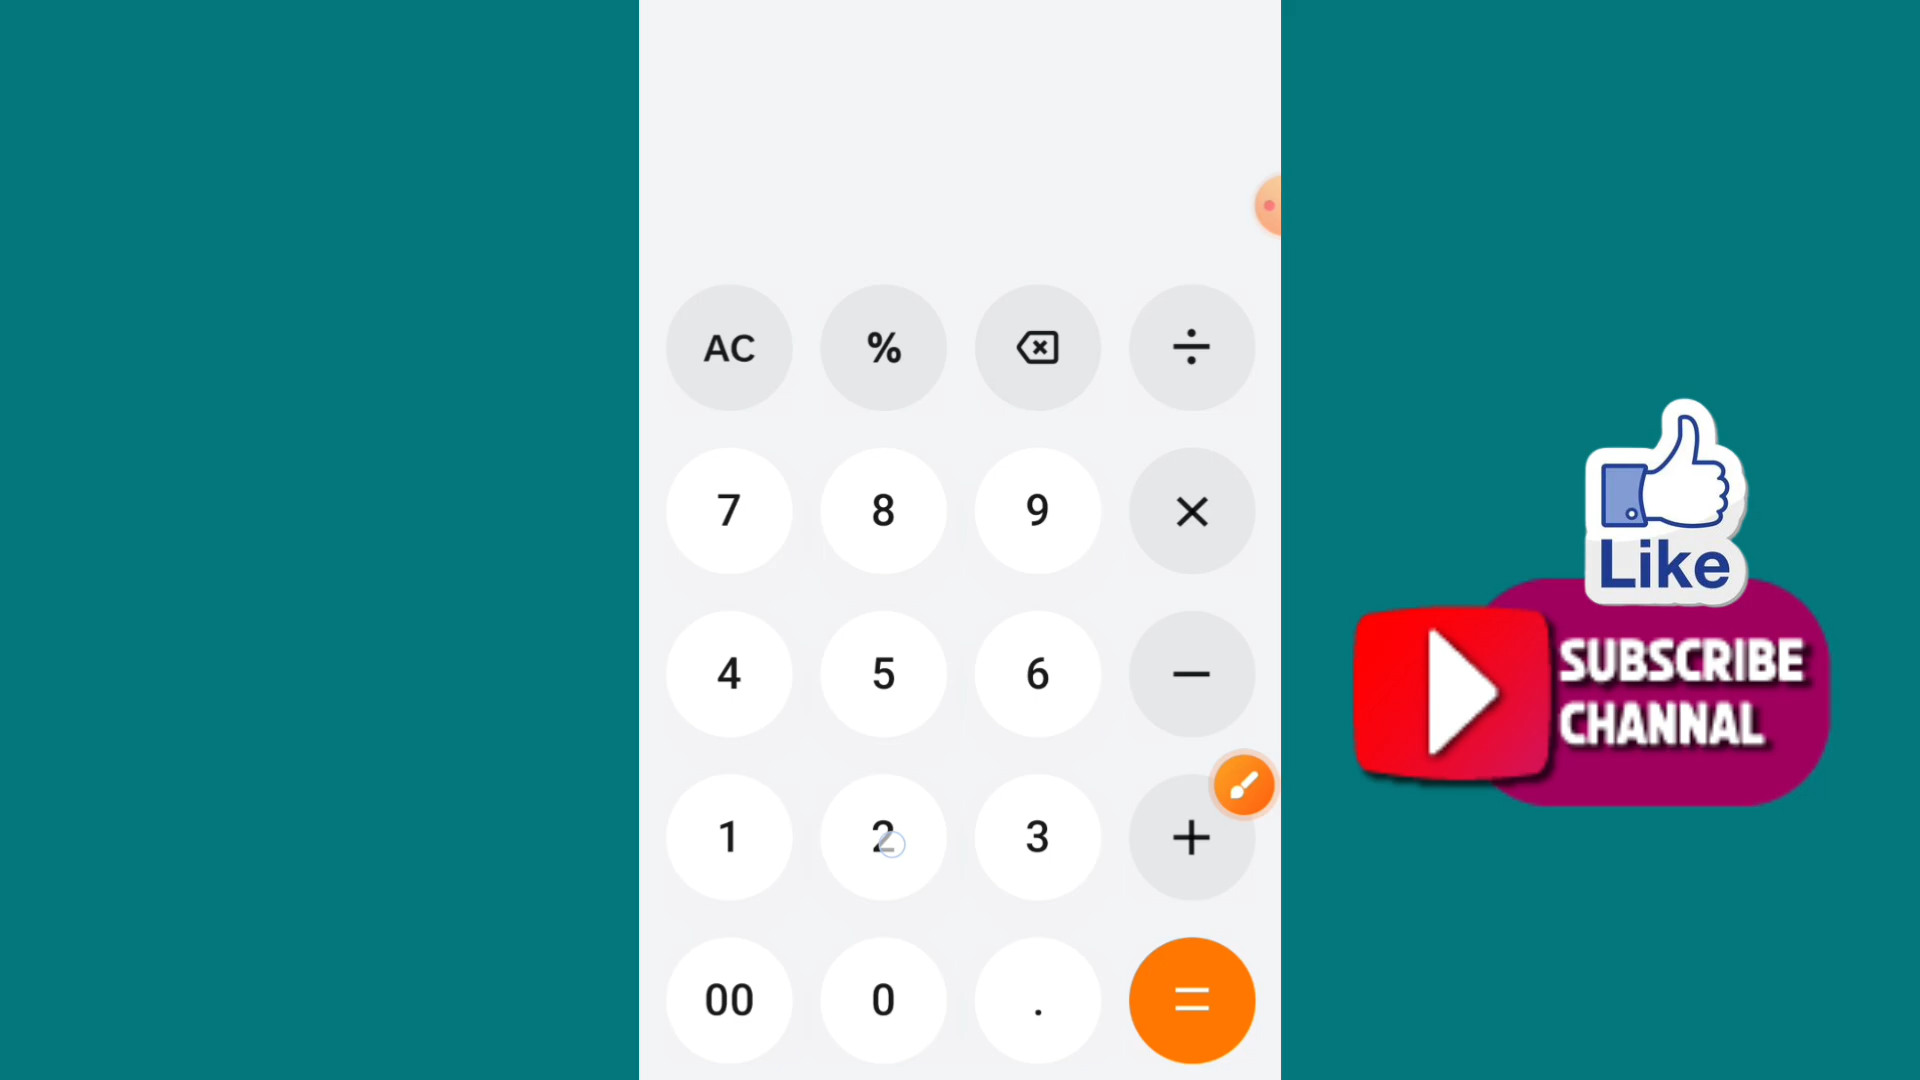 AC % ÷
7 8 9 ×
4 5 6 −
1 2 3 +
00 0 . =
Like
SUBSCRIBE
CHANNAL